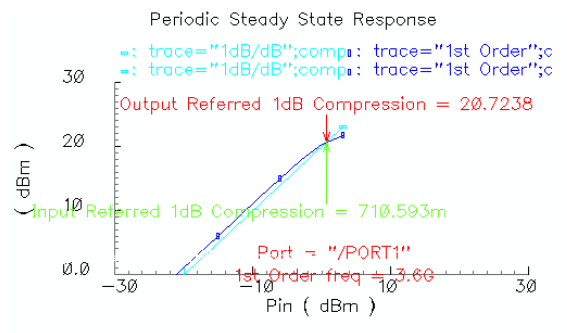 Periodic Steady State Response
: trace="1dB/dB";comp : trace="1st Order";c
: trace="1dB/dB";comp : trace="1st Order";c
30
Output Referred 1dB Compression = 20.7238
20
( dBm )
10
Input Referred 1dB Compression = 710.593m
Port = "/PORT1"
0.0
1st Order freq = 3.6G
-30 -10 10 30
Pin ( dBm )